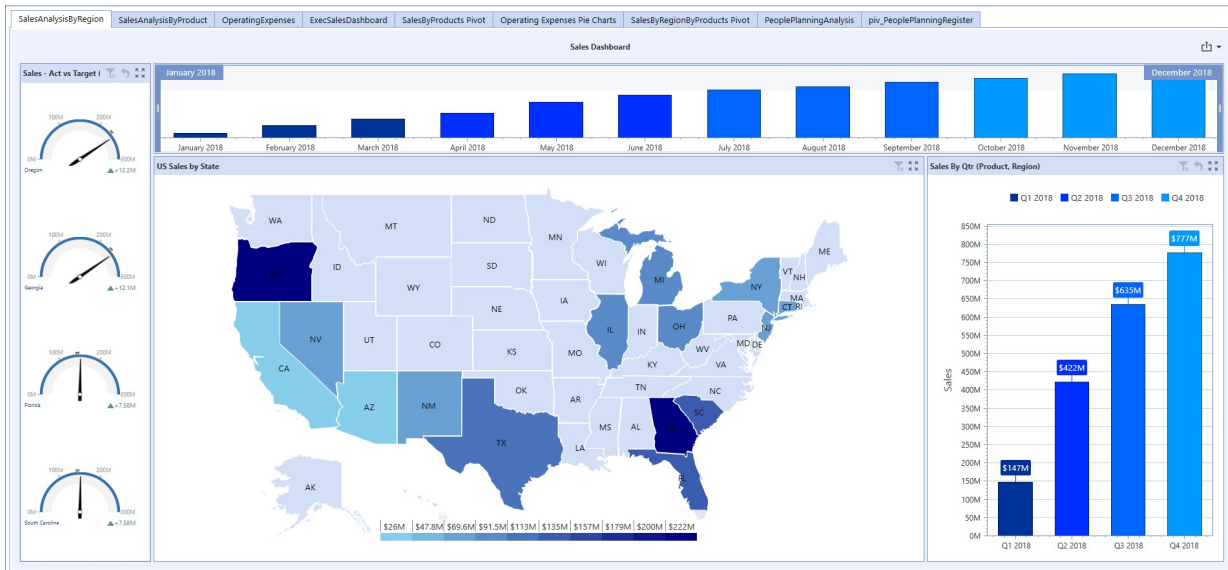 SalesAnalysisByRegion SalesAnalysisByProduct OperatingExpenses ExecSalesDashboard SalesByProducts Pivot Operating Expenses Pie Charts SalesByRegionByProducts Pivot PeoplePlanningAnalysis piv_PeoplePlanningRegister
Sales Dashboard
Sales - Act vs Target (
100M 200M
0M 300M
Oregon +12.2M
100M 200M
0M 300M
Georgia +12.1M
100M 200M
0M 300M
Florida +7.58M
100M 200M
0M 300M
South Carolina +7.58M
January 2018 December 2018
January 2018 February 2018 March 2018 April 2018 May 2018 June 2018 July 2018 August 2018 September 2018 October 2018 November 2018 December 2018
US Sales by State
WA MT ND MN ME
ID SD WI VT NH
OR WY MI NY MA
IA CT RI
NE PA
NV UT CO IL IN OH NJ
KS MO WV MD DE
CA KY VA
AZ NM OK TN NC
AR SC
TX MS AL GA
LA FL
AK
$26M $47.8M $69.6M $91.5M $113M $135M $157M $179M $200M $222M
Sales By Qtr (Product, Region)
Q1 2018 Q2 2018 Q3 2018 Q4 2018
850M
800M
$777M
750M
700M
650M
$635M
600M
550M
500M
450M
$422M
400M
350M
300M
250M
200M
$147M
150M
100M
50M
0M
Sales
Q1 2018 Q2 2018 Q3 2018 Q4 2018